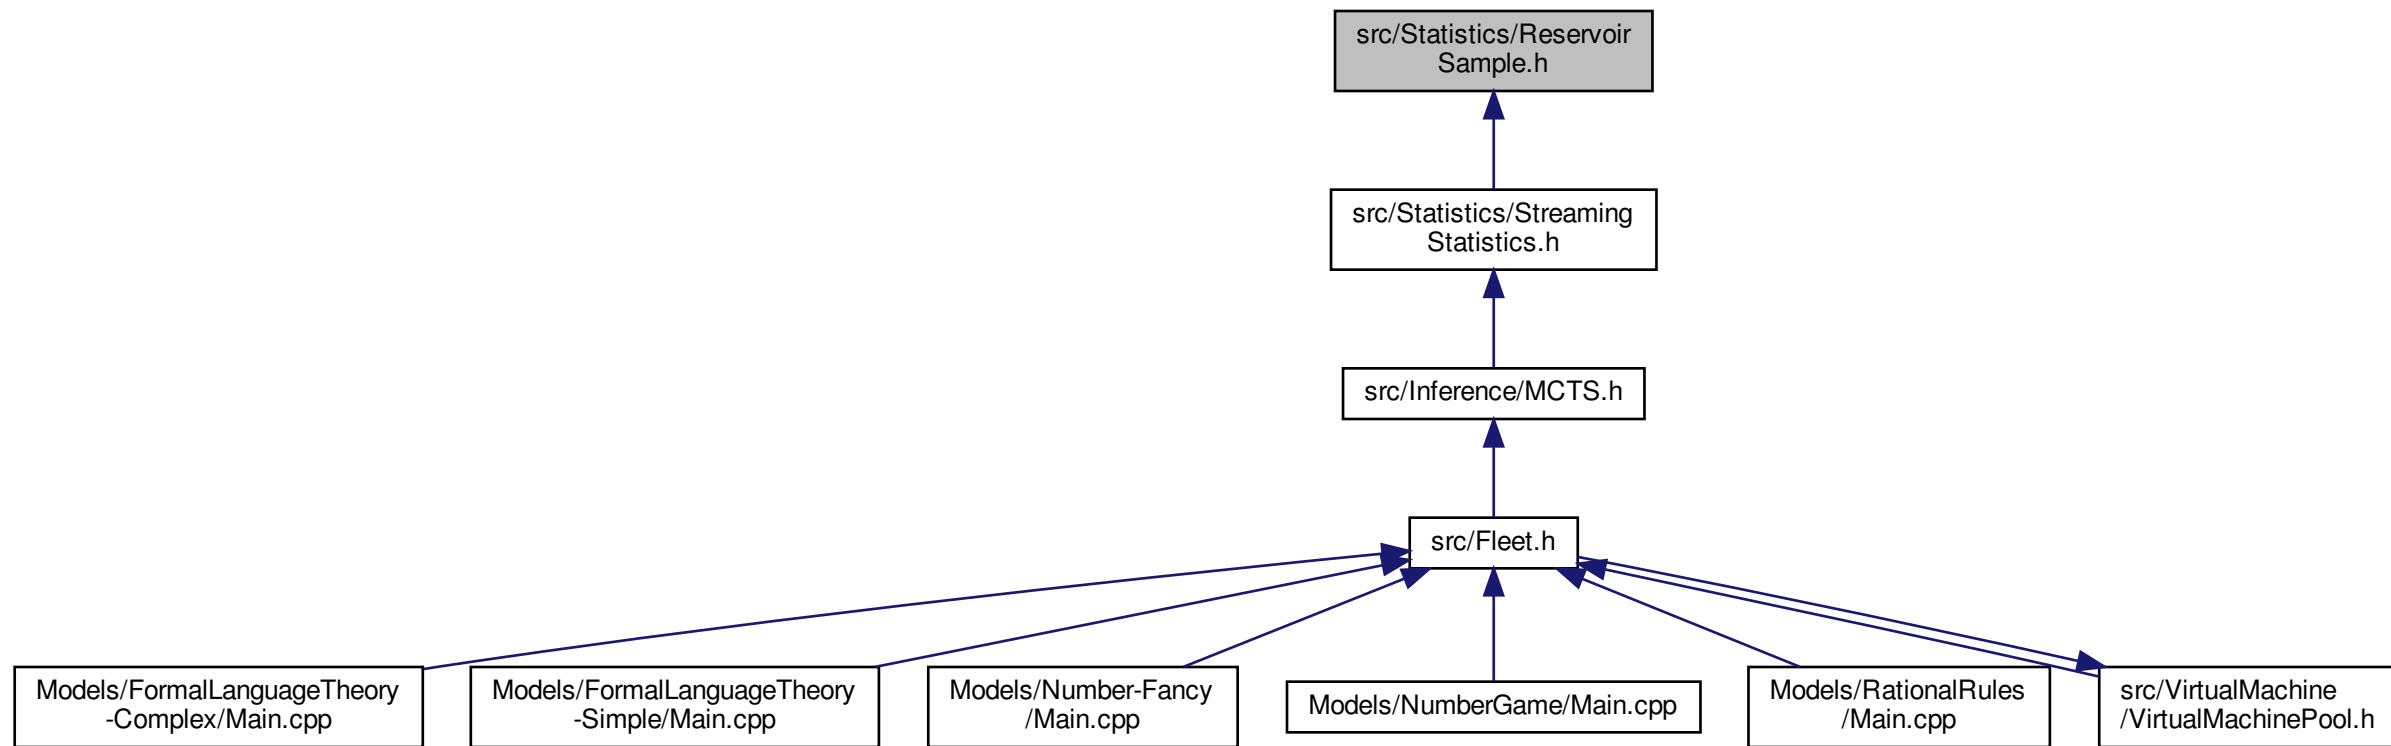 src/Statistics/Reservoir
Sample.h
src/Statistics/Streaming
Statistics.h
src/Inference/MCTS.h
src/Fleet.h
Models/FormalLanguageTheory
-Complex/Main.cpp
Models/FormalLanguageTheory
-Simple/Main.cpp
Models/Number-Fancy
/Main.cpp
Models/NumberGame/Main.cpp
Models/RationalRules
/Main.cpp
src/VirtualMachine
/VirtualMachinePool.h